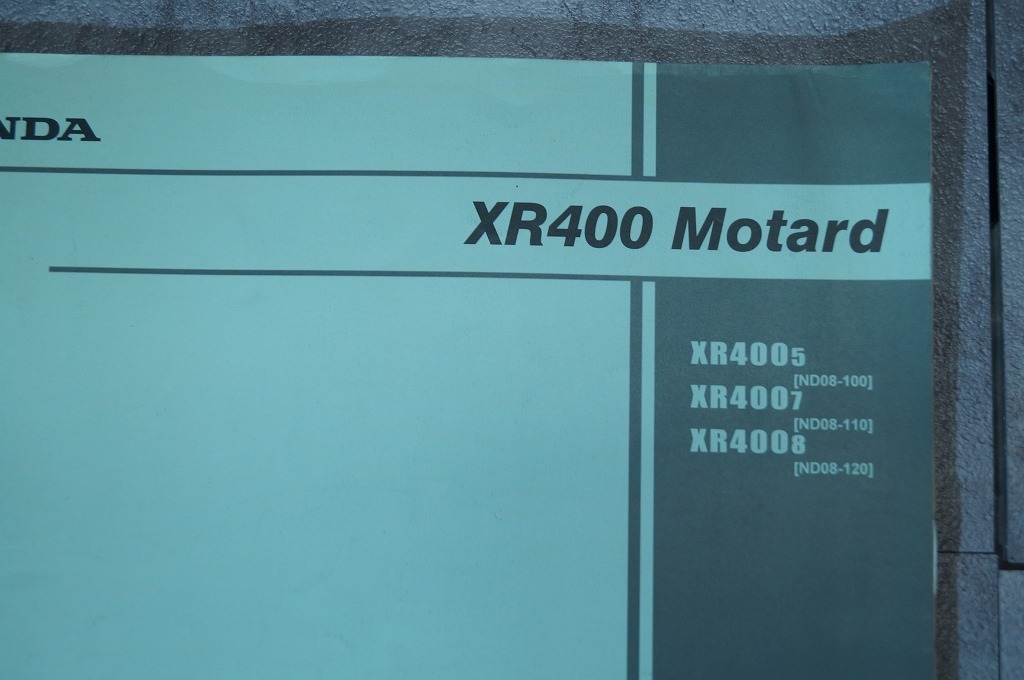 NDA
XR400 Motard
XR4005
[ND08-100]
XR4007
[ND08-110]
XR4008
[ND08-120]